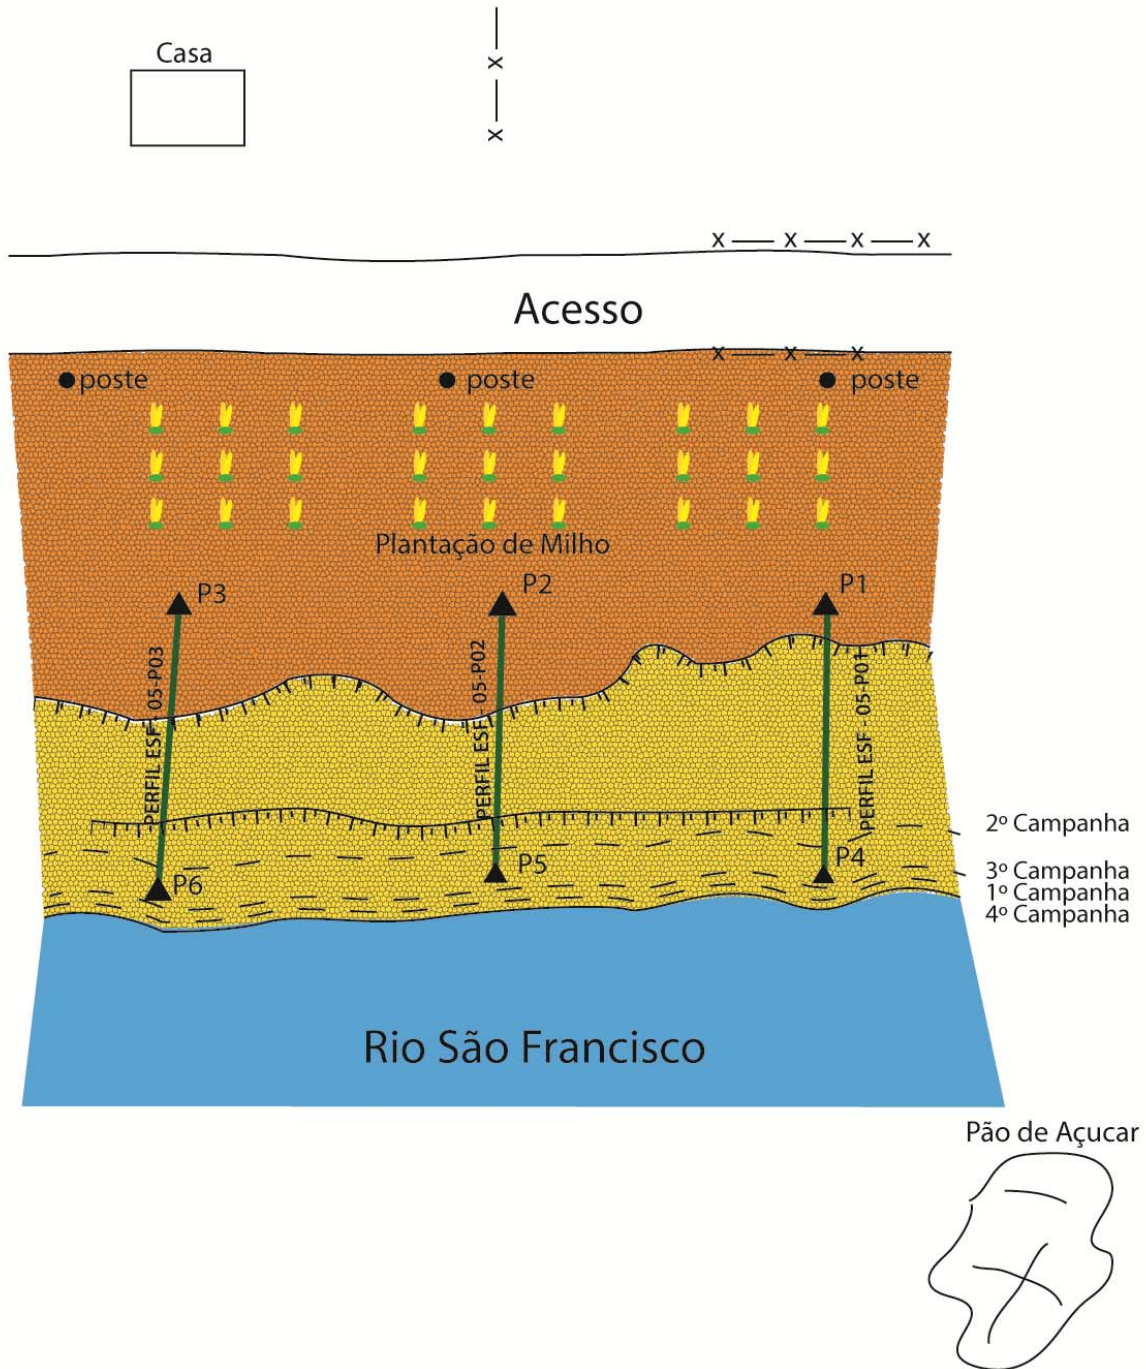 Casa
x
x
x x x x
Acesso
x x x
poste
poste
poste
Plantação de Milho
P3
P2
P1
PERFIL ESF - 05-P03
PERFIL ESF - 05-P02
PERFIL ESF - 05-P01
2º Campanha
P6
P5
P4
3º Campanha
1º Campanha
4º Campanha
Rio São Francisco
Pão de Açucar